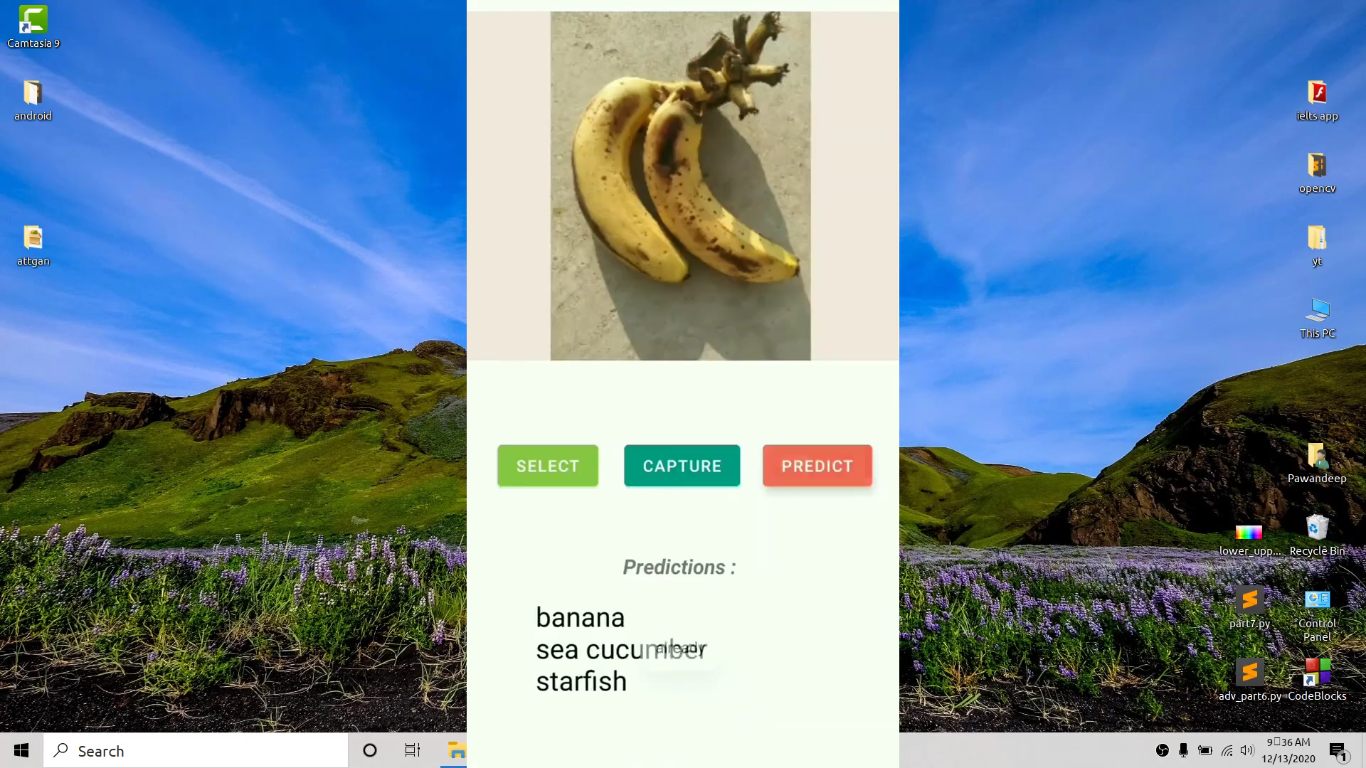 Camtasia 9
android
attgan
SELECT
CAPTURE
PREDICT
Predictions :
banana
sea cucumber
already
starfish
ielts app
opencv
yt
This PC
Pawandeep
lower_upp...
Recycle Bin
part7.py
Control
Panel
adv_part6.py
CodeBlocks
Search
9 36 AM
12/13/2020
1